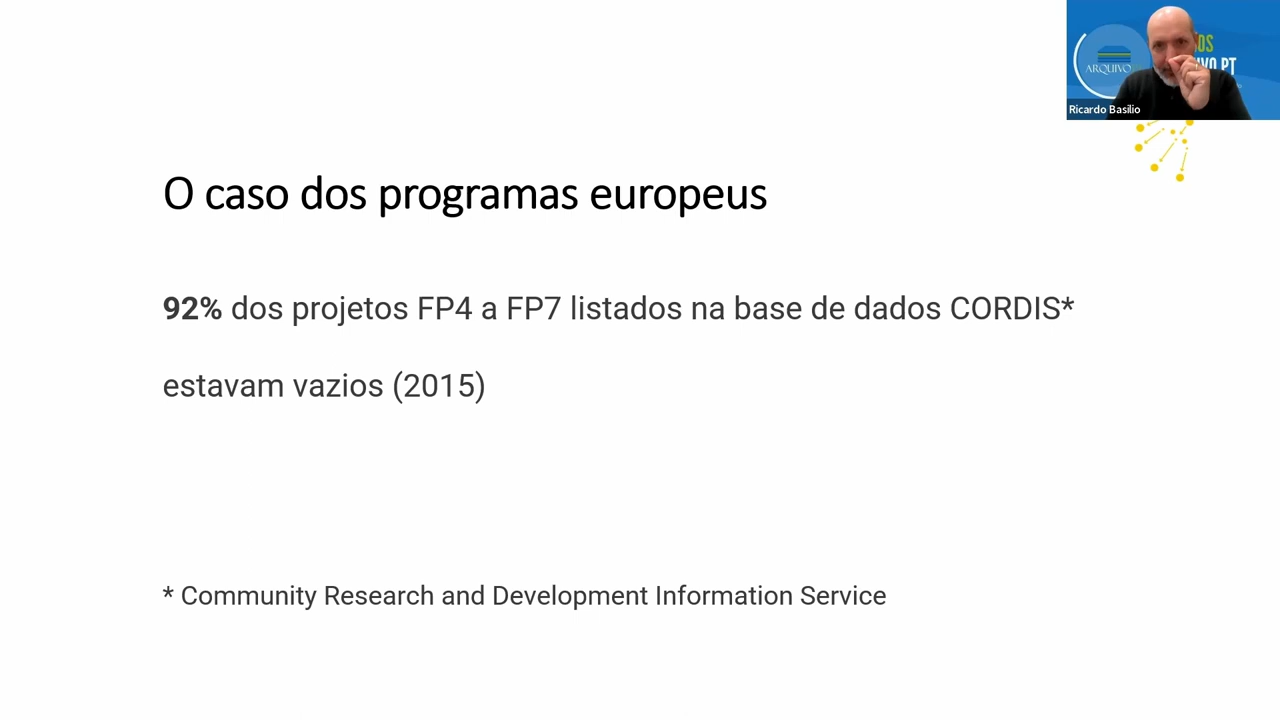 ARQUIVO
Ricardo Basílio
O caso dos programas europeus
92% dos projetos FP4 a FP7 listados na base de dados CORDIS*
estavam vazios (2015)
* Community Research and Development Information Service